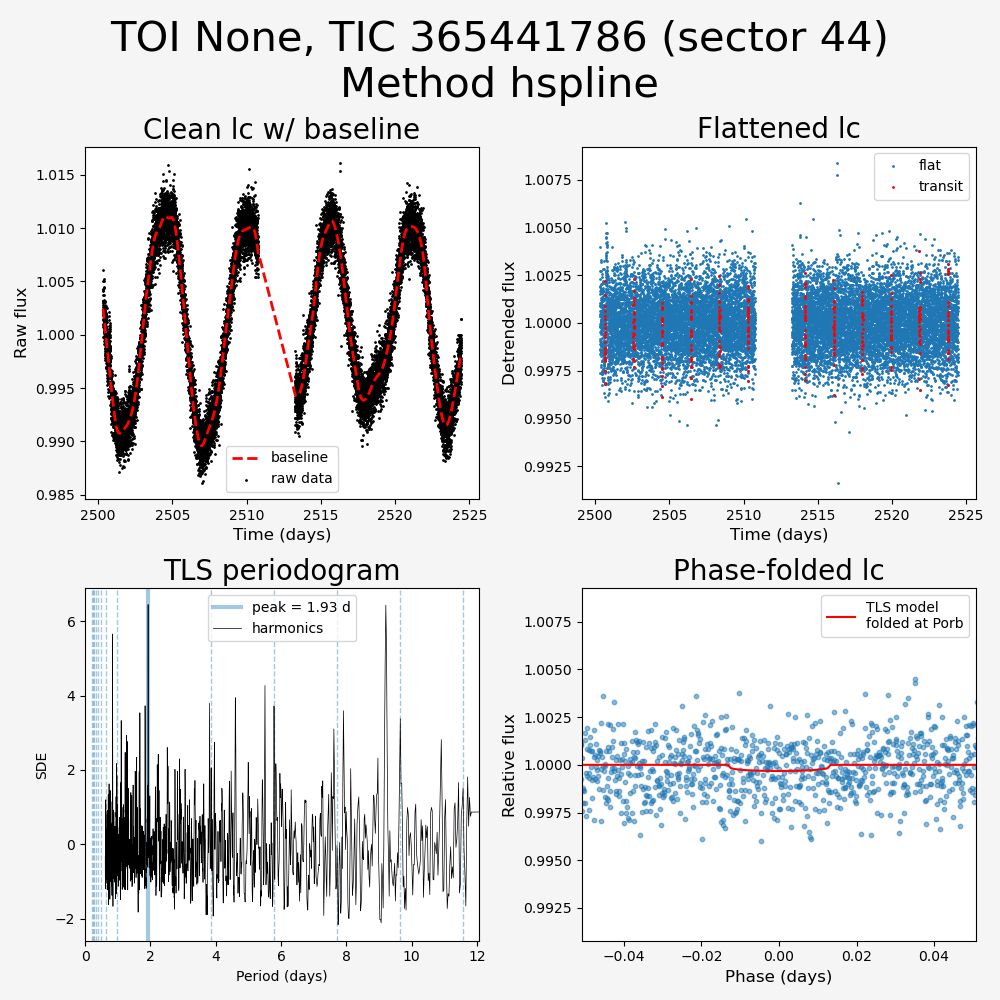 TOI None, TIC 365441786 (sector 44)
Method hspline
Clean lc w/ baseline
1.015
1.010
1.005
1.000
0.995
0.990
0.985
Raw flux
baseline
raw data
2500
2505
2510
2515
2520
2525
Time (days)
Flattened lc
1.0075
1.0050
1.0025
1.0000
0.9975
0.9950
0.9925
Detrended flux
flat
transit
2500
2505
2510
2515
2520
2525
Time (days)
TLS periodogram
6
4
2
0
−2
SDE
peak = 1.93 d
harmonics
0
2
4
6
8
10
12
Period (days)
Phase-folded lc
1.0075
1.0050
1.0025
1.0000
0.9975
0.9950
0.9925
Relative flux
TLS model
folded at Porb
−0.04
−0.02
0.00
0.02
0.04
Phase (days)